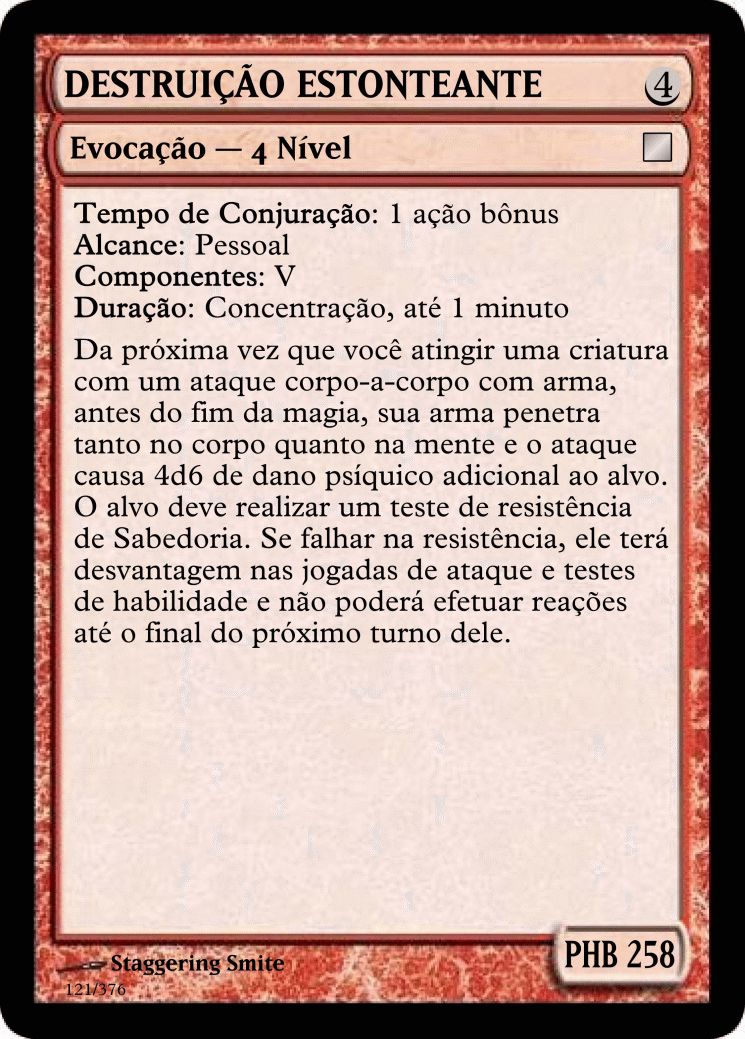 DESTRUIÇÃO ESTONTEANTE 4
Evocação — 4 Nível
Tempo de Conjuração: 1 ação bônus
Alcance: Pessoal
Componentes: V
Duração: Concentração, até 1 minuto
Da próxima vez que você atingir uma criatura
com um ataque corpo-a-corpo com arma,
antes do fim da magia, sua arma penetra
tanto no corpo quanto na mente e o ataque
causa 4d6 de dano psíquico adicional ao alvo.
O alvo deve realizar um teste de resistência
de Sabedoria. Se falhar na resistência, ele terá
desvantagem nas jogadas de ataque e testes
de habilidade e não poderá efetuar reações
até o final do próximo turno dele.
PHB 258
Staggering Smite
121/376